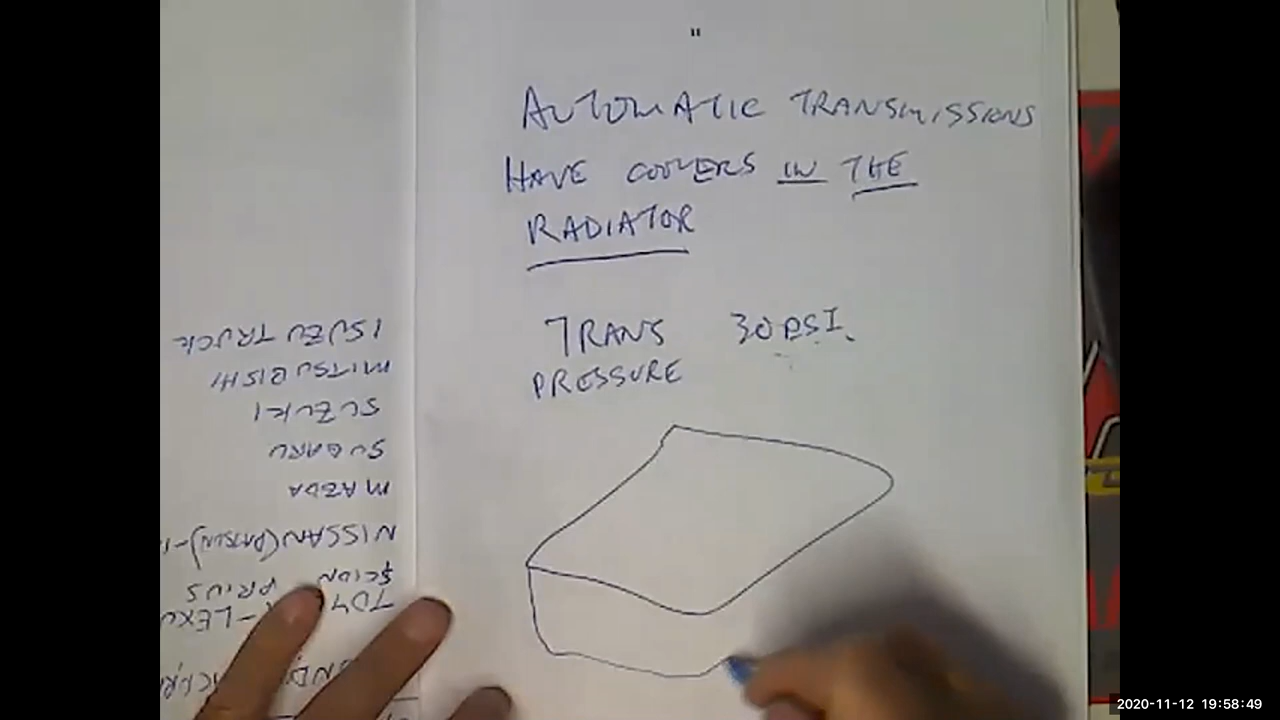 "
AUTOMATIC TRANSMISSIONS
HAVE COOLERS IN THE
RADIATOR
TRANS 30 PSI.
PRESSURE
NISSAN (DATSUN)
MAZDA
SUBARU
SUZUKI
MITSUBISHI
ISUZU TRUCK
SCION PRIUS
2020-11-12 19:58:49